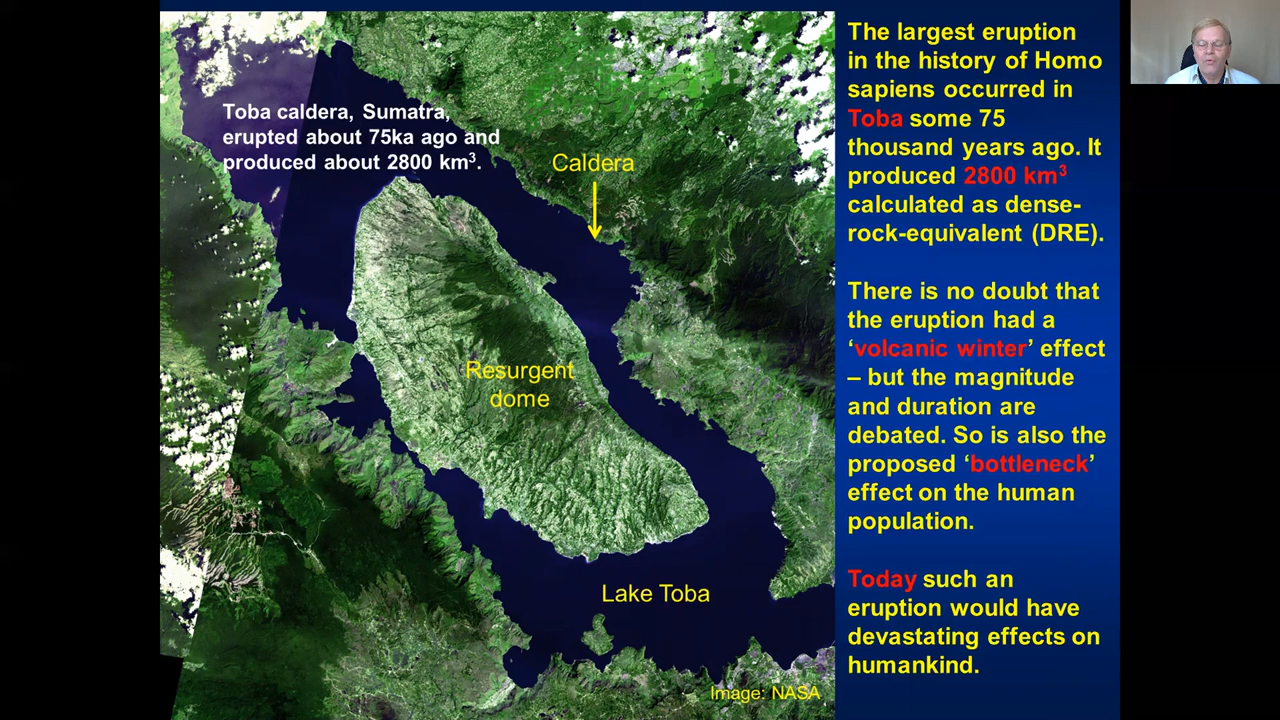 Toba caldera, Sumatra,
erupted about 75ka ago and
produced about 2800 km³.
Caldera
Resurgent
dome
Lake Toba
Image: NASA
The largest eruption
in the history of Homo
sapiens occurred in
Toba some 75
thousand years ago. It
produced 2800 km³
calculated as dense-
rock-equivalent (DRE).
There is no doubt that
the eruption had a
‘volcanic winter’ effect
– but the magnitude
and duration are
debated. So is also the
proposed ‘bottleneck’
effect on the human
population.
Today such an
eruption would have
devastating effects on
humankind.